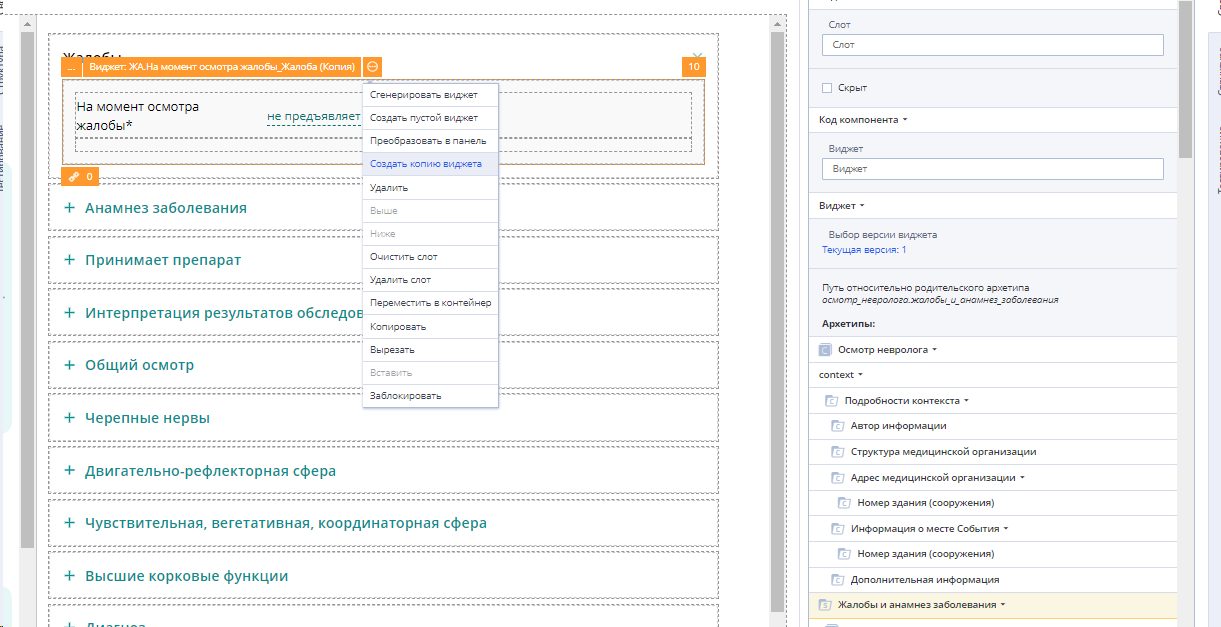 Жалобы
... Виджет: ЖА.На момент осмотра жалобы_Жалоба (Копия)
10
На момент осмотра
жалобы*
не предъявляет
0
Сгенерировать виджет
Создать пустой виджет
Преобразовать в панель
Создать копию виджета
Удалить
Выше
Ниже
Очистить слот
Удалить слот
Переместить в контейнер
Копировать
Вырезать
Вставить
Заблокировать
+ Анамнез заболевания
+ Принимает препарат
+ Интерпретация результатов обследов
+ Общий осмотр
+ Черепные нервы
+ Двигательно-рефлекторная сфера
+ Чувствительная, вегетативная, координаторная сфера
+ Высшие корковые функции
+ Диагноз
Слот
Слот
Скрыт
Код компонента
Виджет
Виджет
Виджет
Выбор версии виджета
Текущая версия: 1
Путь относительно родительского архетипа
осмотр_невролога.жалобы_и_анамнез_заболевания
Архетипы:
Осмотр невролога
context
Подробности контекста
Автор информации
Структура медицинской организации
Адрес медицинской организации
Номер здания (сооружения)
Информация о месте События
Номер здания (сооружения)
Дополнительная информация
Жалобы и анамнез заболевания